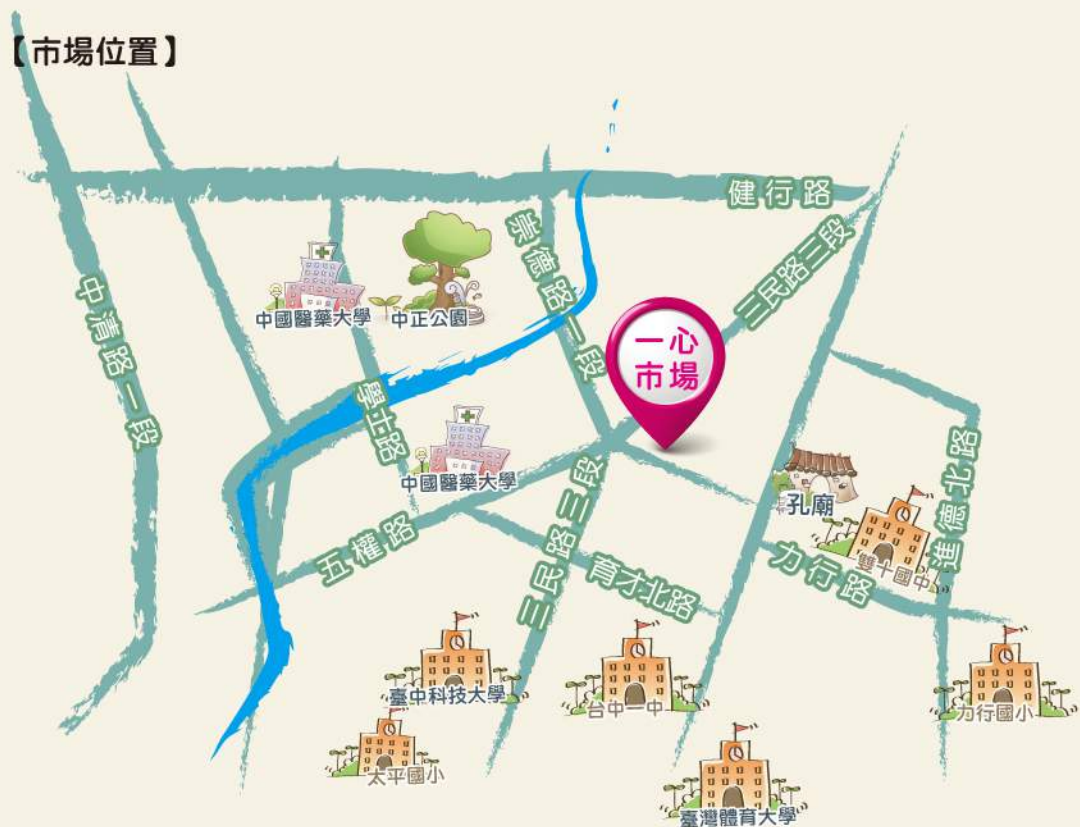 【市場位置】
健行路
三民路三段
崇德路一段
中清路一段
中國醫藥大學
中正公園
一心
市場
學士路
中國醫藥大學
五權路
三民路三段
育才北路
孔廟
雙十國中
力行路
進德北路
臺中科技大學
台中一中
力行國小
太平國小
臺灣體育大學